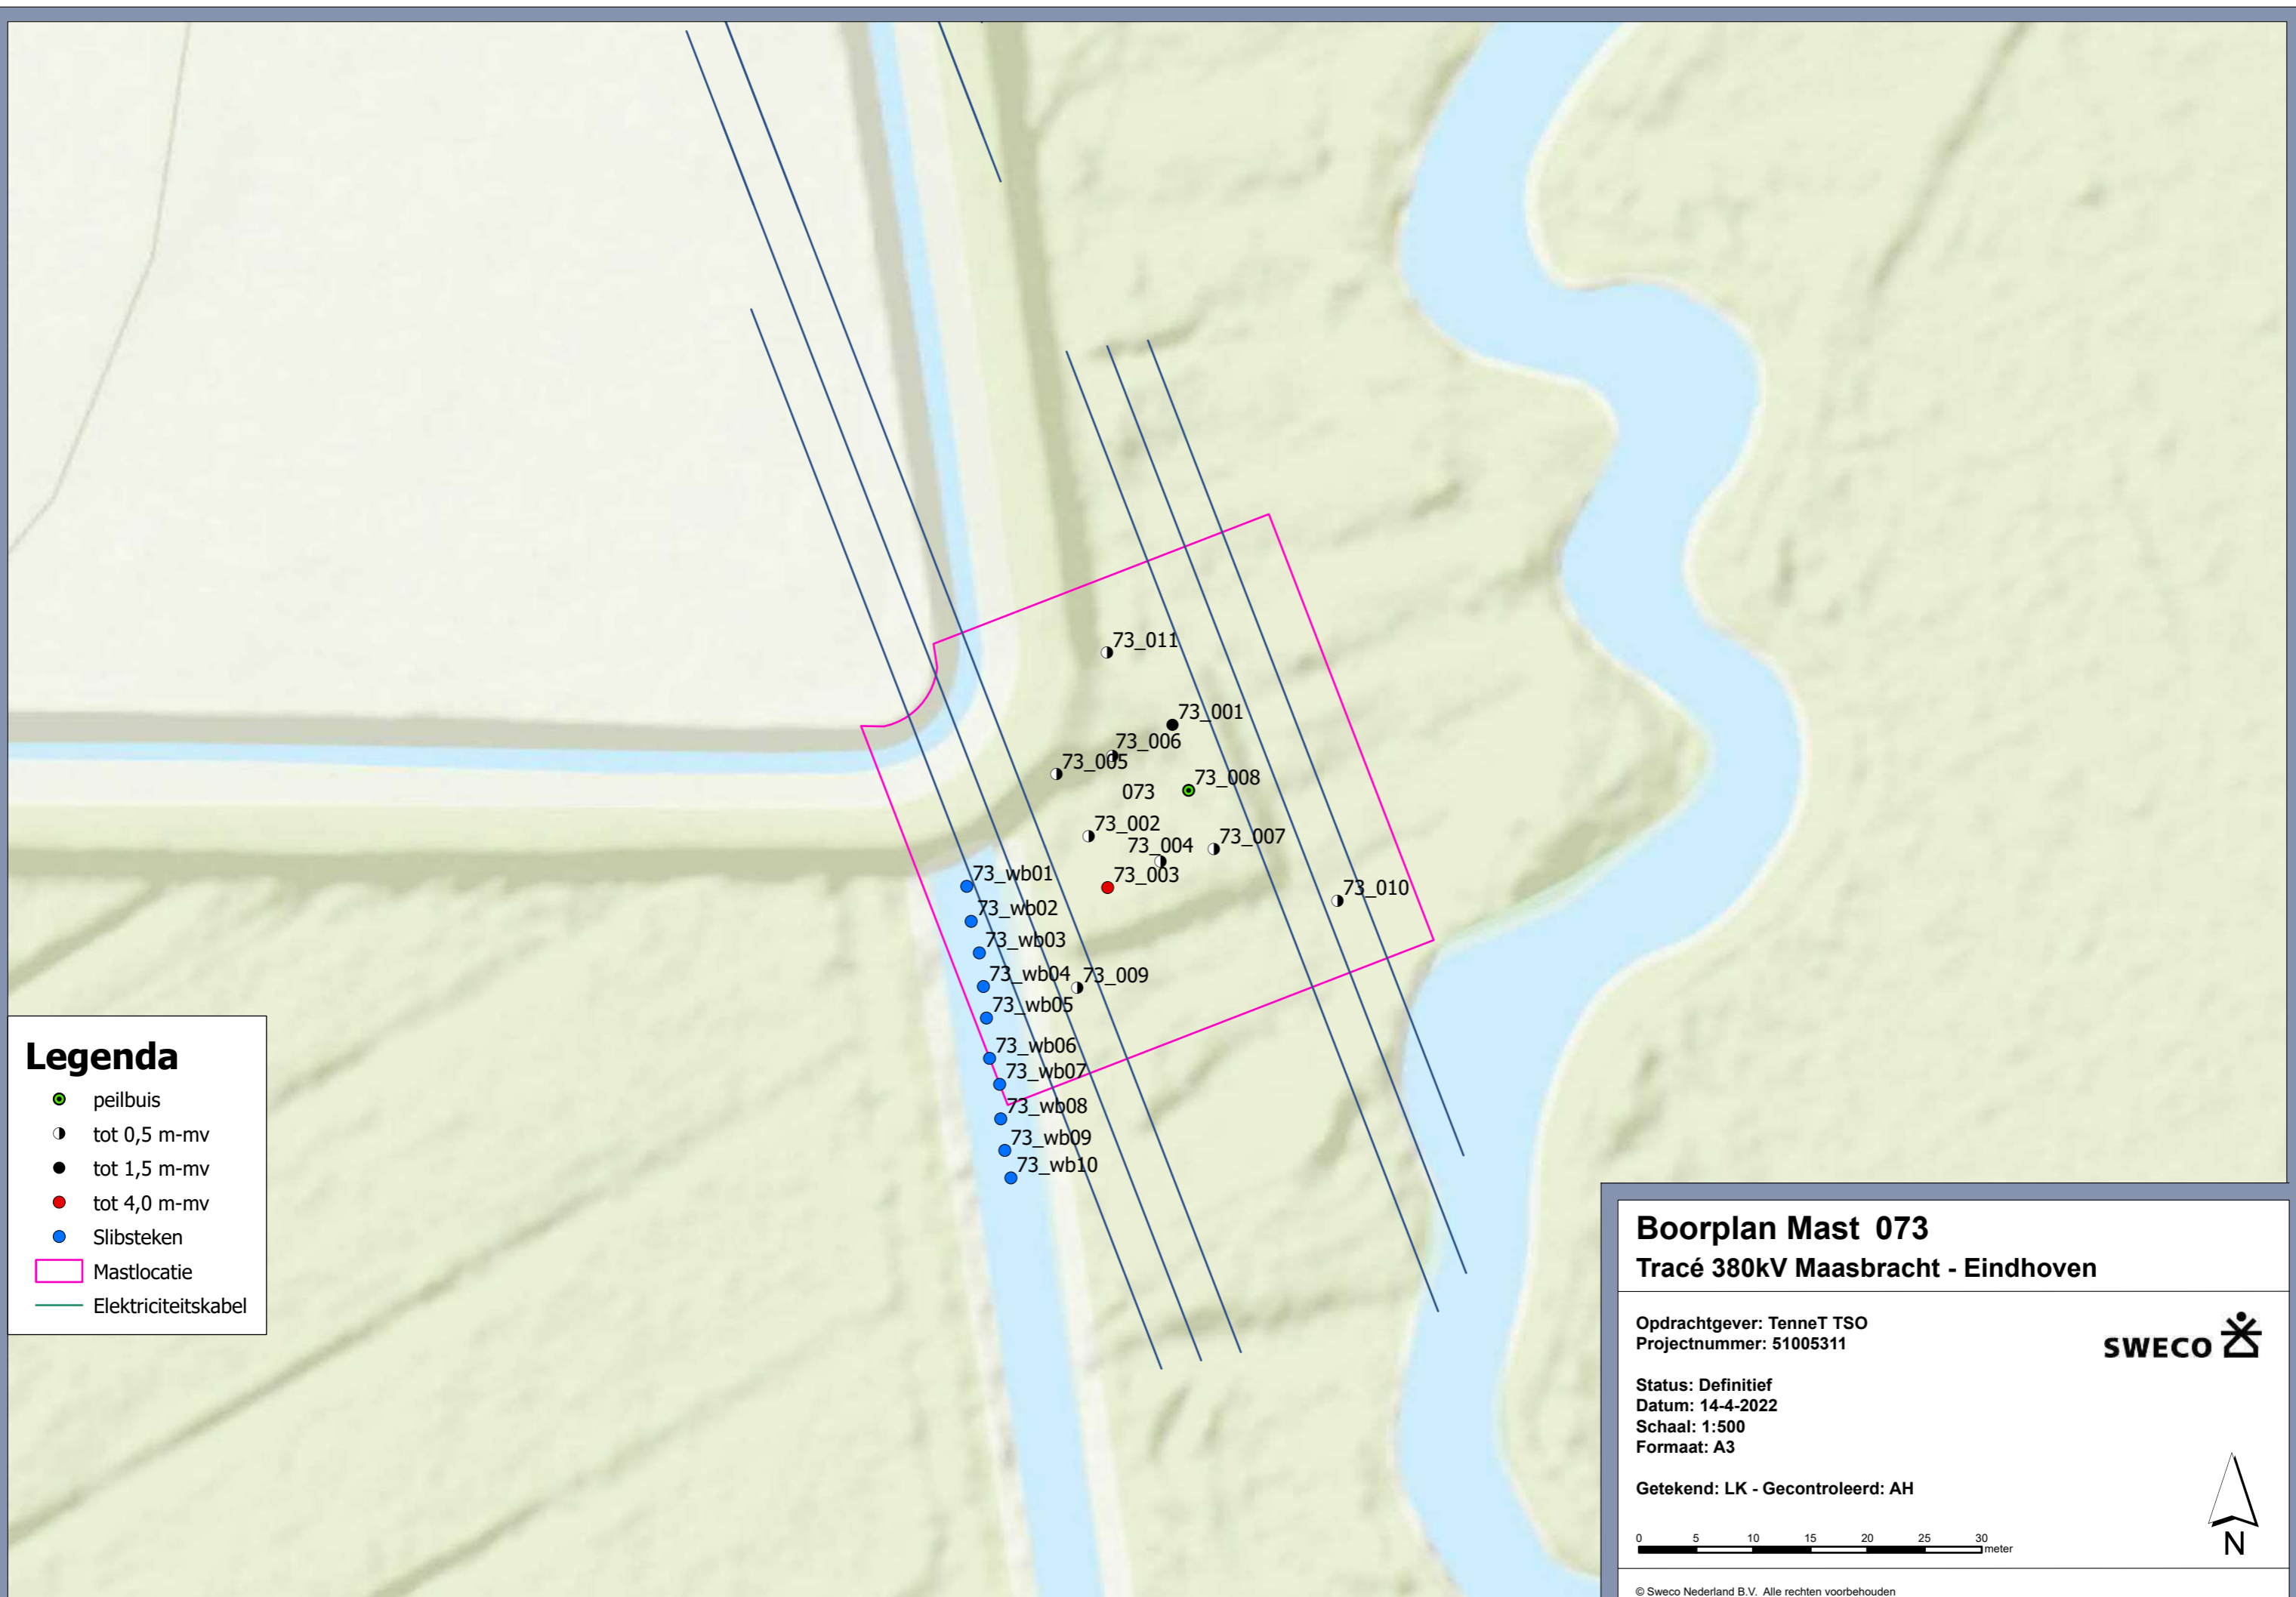 73_011
73_001
73_006
73_005
73_008
073
73_002
73_004
73_007
73_003
73_010
73_wb01
73_wb02
73_wb03
73_wb04
73_009
73_wb05
73_wb06
73_wb07
73_wb08
73_wb09
73_wb10
Legenda
peilbuis
tot 0,5 m-mv
tot 1,5 m-mv
tot 4,0 m-mv
Slibsteken
Mastlocatie
Elektriciteitskabel
Boorplan Mast 073
Tracé 380kV Maasbracht - Eindhoven
Opdrachtgever: TenneT TSO
Projectnummer: 51005311
SWECO
Status: Definitief
Datum: 14-4-2022
Schaal: 1:500
Formaat: A3
Getekend: LK - Gecontroleerd: AH
0 5 10 15 20 25 30
meter
N
© Sweco Nederland B.V. Alle rechten voorbehouden